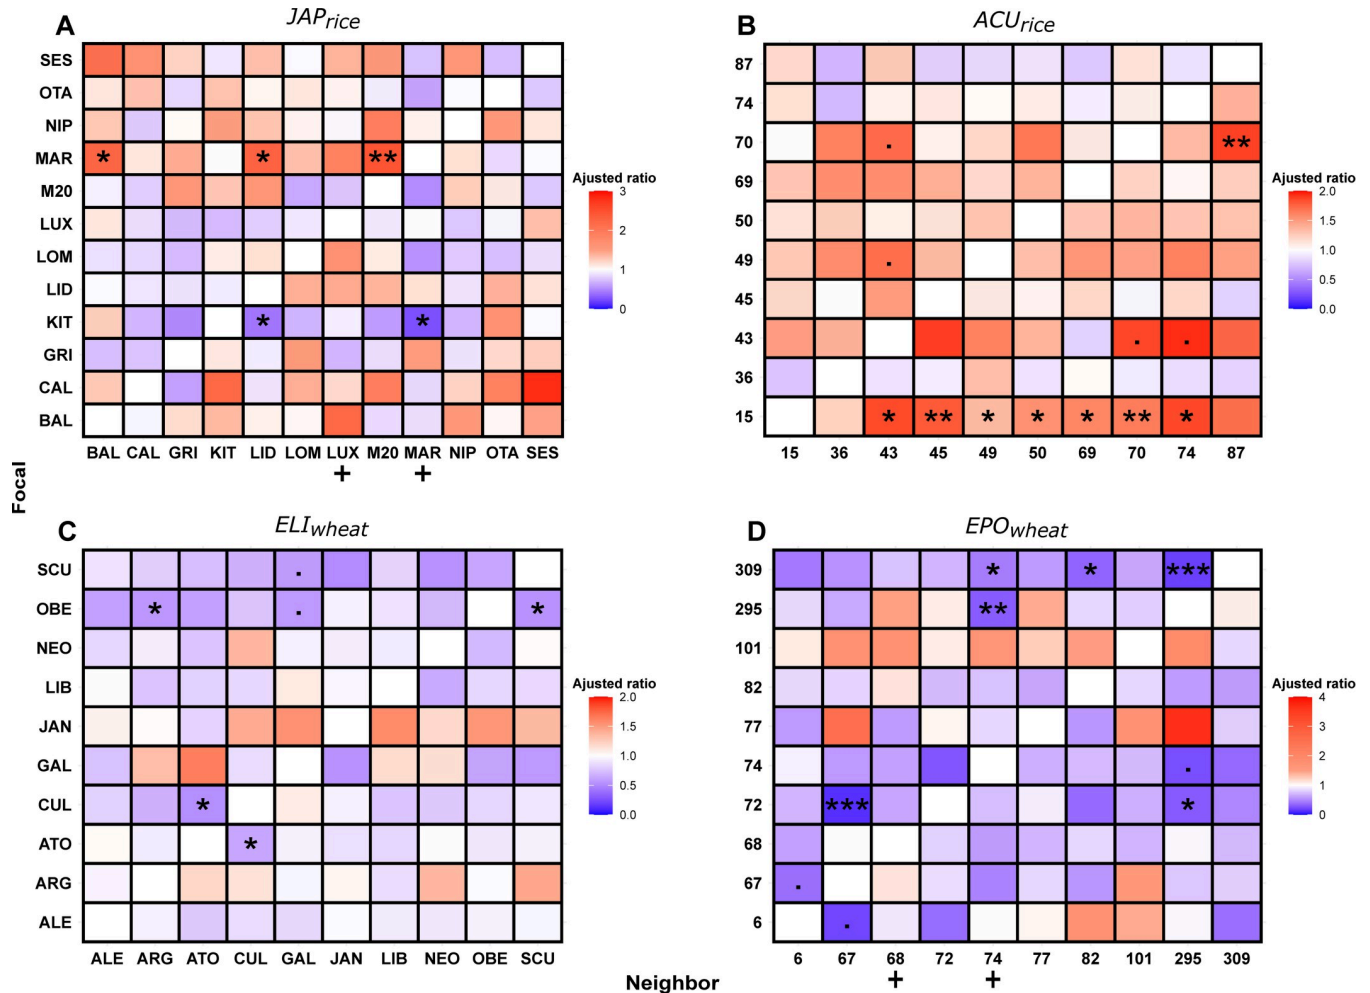 A
JAPrice
SES
OTA
NIP
MAR * * **
M20
LUX
LOM
LID
KIT * *
GRI
CAL
BAL
BAL CAL GRI KIT LID LOM LUX M20 MAR NIP OTA SES
+ +
Ajusted ratio
3
2
1
0
B
ACUrice
87
74
70 . **
69
50
49 .
45
43 . .
36
15 * ** * * * ** *
15 36 43 45 49 50 69 70 74 87
Ajusted ratio
2.0
1.5
1.0
0.5
0.0
Focal
C
ELIwheat
SCU .
OBE * . *
NEO
LIB
JAN
GAL
CUL *
ATO *
ARG
ALE
ALE ARG ATO CUL GAL JAN LIB NEO OBE SCU
Ajusted ratio
2.0
1.5
1.0
0.5
0.0
D
EPOwheat
309 * * ***
295 **
101
82
77
74 .
72 *** *
68
67 .
6 .
6 67 68 72 74 77 82 101 295 309
+ +
Ajusted ratio
4
3
2
1
0
Neighbor